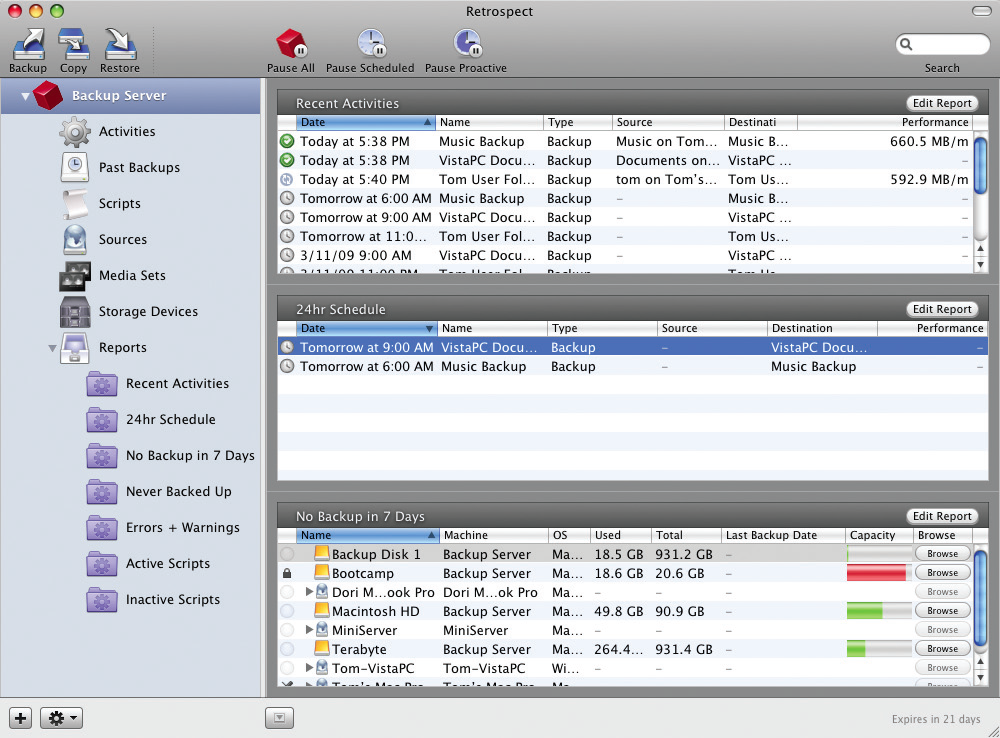 Retrospect
Backup Copy Restore Pause All Pause Scheduled Pause Proactive Search
Backup Server
Activities
Past Backups
Scripts
Sources
Media Sets
Storage Devices
Reports
Recent Activities
24hr Schedule
No Backup in 7 Days
Never Backed Up
Errors + Warnings
Active Scripts
Inactive Scripts
Recent Activities Edit Report
Date Name Type Source Destinati Performance
Today at 5:38 PM Music Backup Backup Music on Tom... Music B... 660.5 MB/m
Today at 5:38 PM VistaPC Docu... Backup Documents on... VistaPC ... –
Today at 5:40 PM Tom User Fol... Backup tom on Tom's... Tom Us... 592.9 MB/m
Tomorrow at 6:00 AM Music Backup Backup – Music B... –
Tomorrow at 9:00 AM VistaPC Docu... Backup – VistaPC ... –
Tomorrow at 11:0... Tom User Fol... Backup – Tom Us... –
3/11/09 9:00 AM VistaPC Docu... Backup – VistaPC ... –
3/11/09 11:00 PM Tom User Fol... Backup – Tom Us... –
24hr Schedule Edit Report
Date Name Type Source Destination Performance
Tomorrow at 9:00 AM VistaPC Docu... Backup – VistaPC Docu... –
Tomorrow at 6:00 AM Music Backup Backup – Music Backup –
No Backup in 7 Days Edit Report
Name Machine OS Used Total Last Backup Date Capacity Browse
Backup Disk 1 Backup Server Ma... 18.5 GB 931.2 GB – Browse
Bootcamp Backup Server Ma... 18.6 GB 20.6 GB – Browse
Dori M...ook Pro Dori M...ook Pro Ma... – – – Browse
Macintosh HD Backup Server Ma... 49.8 GB 90.9 GB – Browse
MiniServer MiniServer Ma... – – – Browse
Terabyte Backup Server Ma... 264.4... 931.4 GB – Browse
Tom-VistaPC Tom-VistaPC Wi... – – – Browse
Tom's Mac Pro Tom's Mac Pro Ma... – – – Browse
Expires in 21 days